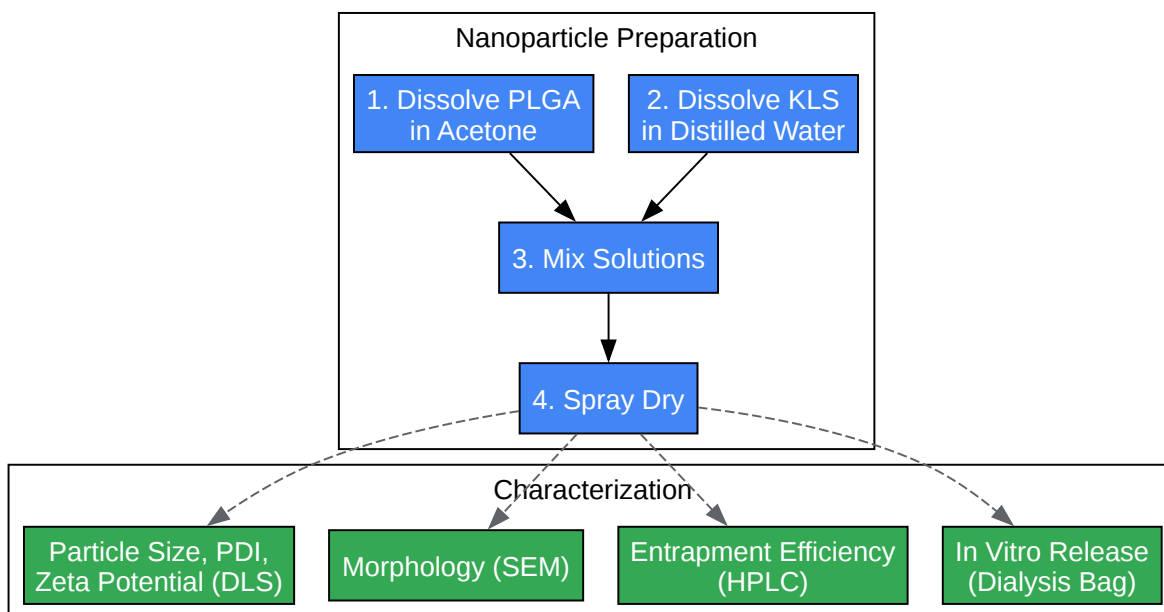 Nanoparticle Preparation
1. Dissolve PLGA
in Acetone
2. Dissolve KLS
in Distilled Water
3. Mix Solutions
4. Spray Dry
Characterization
Particle Size, PDI,
Zeta Potential (DLS)
Morphology (SEM)
Entrapment Efficiency
(HPLC)
In Vitro Release
(Dialysis Bag)